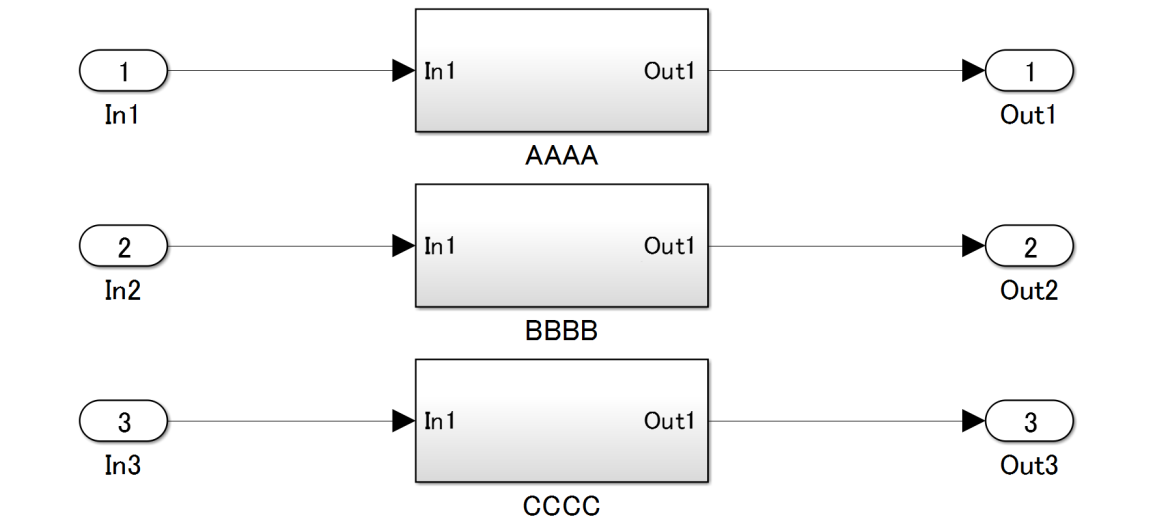 1 In1 Out1 1
In1 Out1
AAAA
2 In1 Out1 2
In2 Out2
BBBB
3 In1 Out1 3
In3 Out3
CCCC